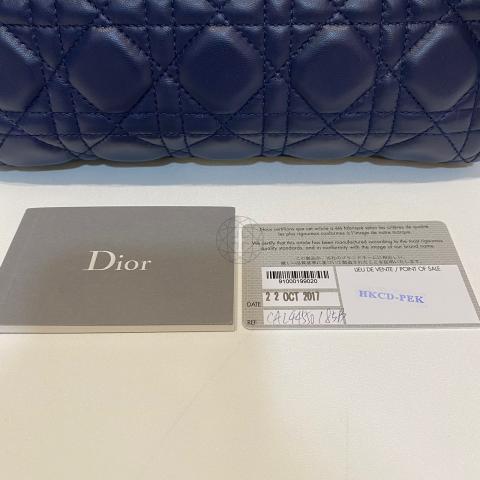 Dior
Nous certifions que cet article a été fabriqué selon les critères de qualité
les plus rigoureux conformes à l'image de notre marque.
We certify that this article has been manufactured according to the most rigorous
quality standards, and in conformity with the image of our brand name
LIEU DE VENTE / POINT OF SALE
91000199020
DATE 22 OCT 2017
HKCD-PEK
REF.